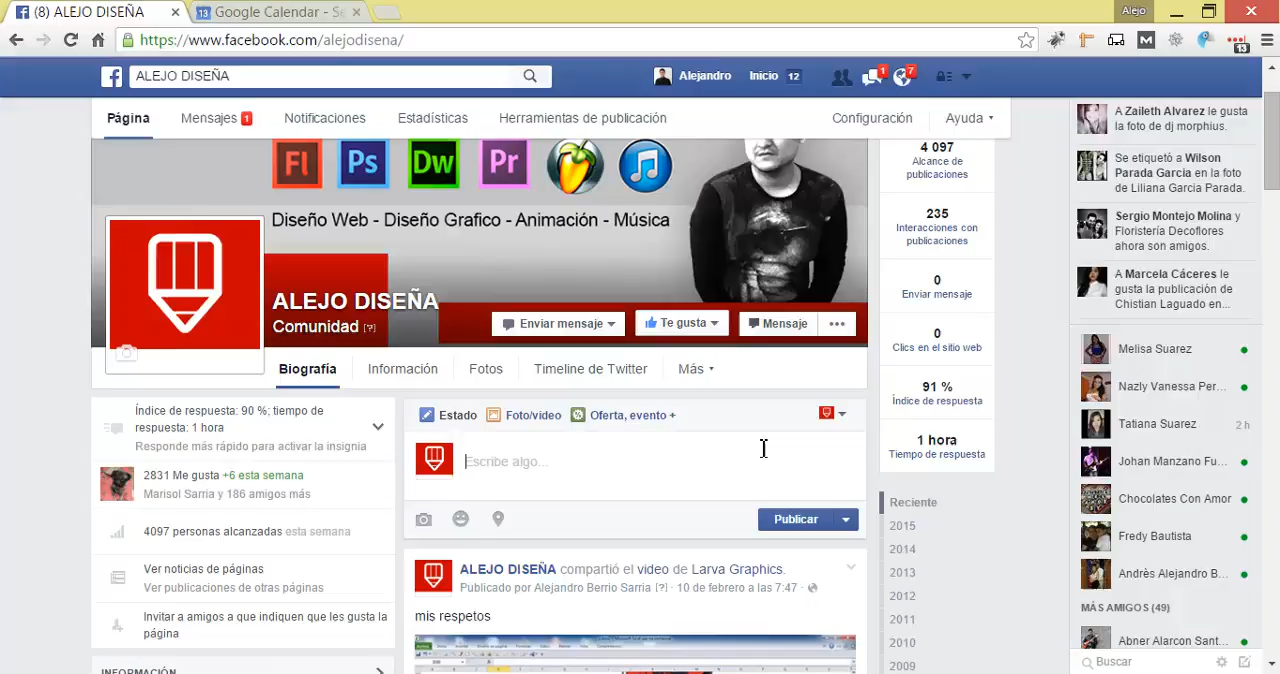 (8) ALEJO DISEÑA
13 Google Calendar - Se
Alejo
https://www.facebook.com/alejodisena/
M
13
ALEJO DISEÑA
Alejandro
Inicio 12
1
7
Página
Mensajes 1
Notificaciones
Estadísticas
Herramientas de publicación
Configuración
Ayuda
Fl
Ps
Dw
Pr
Diseño Web - Diseño Grafico - Animación - Música
ALEJO DISEÑA
Comunidad [?]
Enviar mensaje
Te gusta
Mensaje
Biografía
Información
Fotos
Timeline de Twitter
Más
4 097
Alcance de
publicaciones
235
Interacciones con
publicaciones
0
Enviar mensaje
0
Clics en el sitio web
91 %
Índice de respuesta
1 hora
Tiempo de respuesta
Índice de respuesta: 90 %; tiempo de
respuesta: 1 hora
Responde más rápido para activar la insignia
2831 Me gusta +6 esta semana
Marisol Sarria y 186 amigos más
4097 personas alcanzadas esta semana
Ver noticias de páginas
Ver publicaciones de otras páginas
Invitar a amigos a que indiquen que les gusta la
página
INFORMACIÓN
Estado
Foto/video
Oferta, evento +
Escribe algo...
Publicar
ALEJO DISEÑA compartió el video de Larva Graphics.
Publicado por Alejandro Berrio Sarria [?] · 10 de febrero a las 7:47 ·
mis respetos
Reciente
2015
2014
2013
2012
2011
2010
2009
A Zaileth Alvarez le gusta
la foto de dj morphius.
Se etiquetó a Wilson
Parada Garcia en la foto
de Liliana Garcia Parada.
Sergio Montejo Molina y
Floristería Decoflores
ahora son amigos.
A Marcela Cáceres le
gusta la publicación de
Chistian Laguado en...
Melisa Suarez
Nazly Vanessa Per...
Tatiana Suarez 2 h
Johan Manzano Fu...
Chocolates Con Amor
Fredy Bautista
Andrès Alejandro B...
MÁS AMIGOS (49)
Abner Alarcon Sant...
Buscar